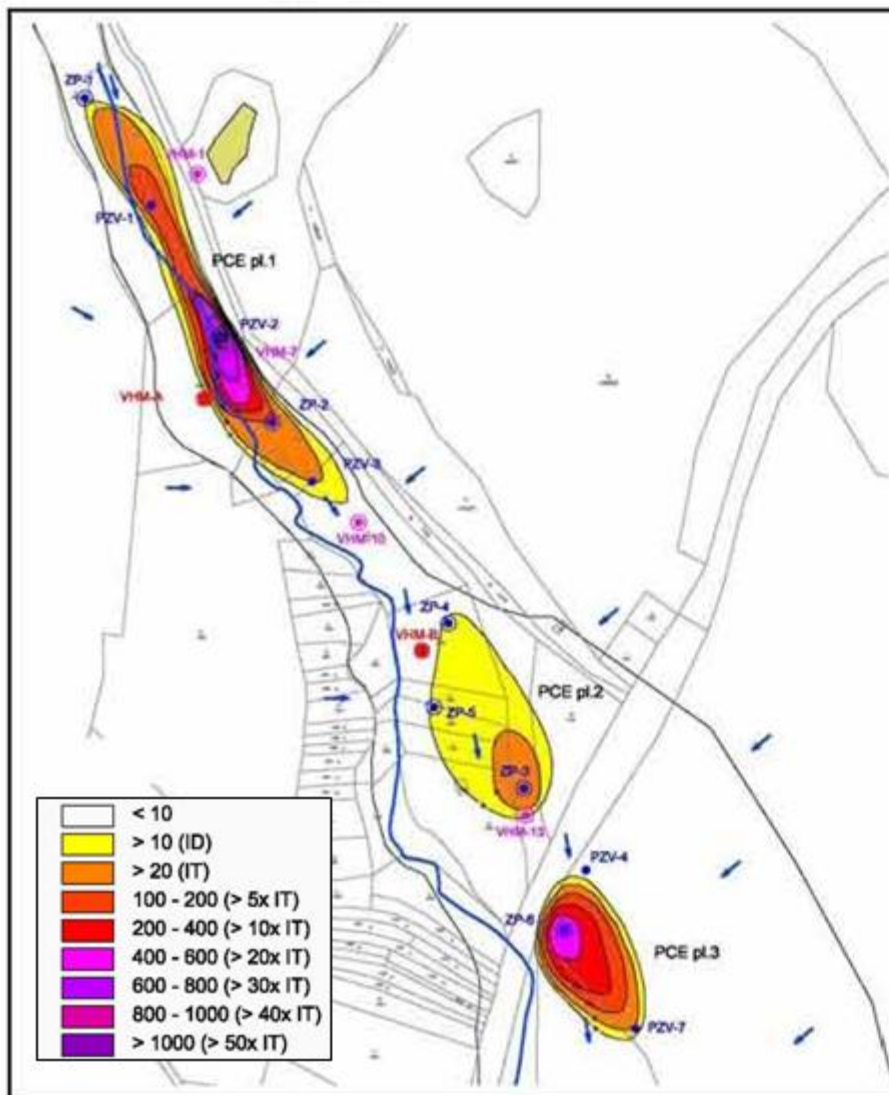 ZP-1
VHM-1
PZV-1
PCE pl.1
PZV-2
VHM-7
VHM-A
ZP-2
PZV-3
VHM-10
ZP-4
VHM-B
PCE pl.2
ZP-5
ZP-3
VHM-13
PZV-4
ZP-6
PCE pl.3
PZV-7
< 10
> 10 (ID)
> 20 (IT)
100 - 200 (> 5x IT)
200 - 400 (> 10x IT)
400 - 600 (> 20x IT)
600 - 800 (> 30x IT)
800 - 1000 (> 40x IT)
> 1000 (> 50x IT)